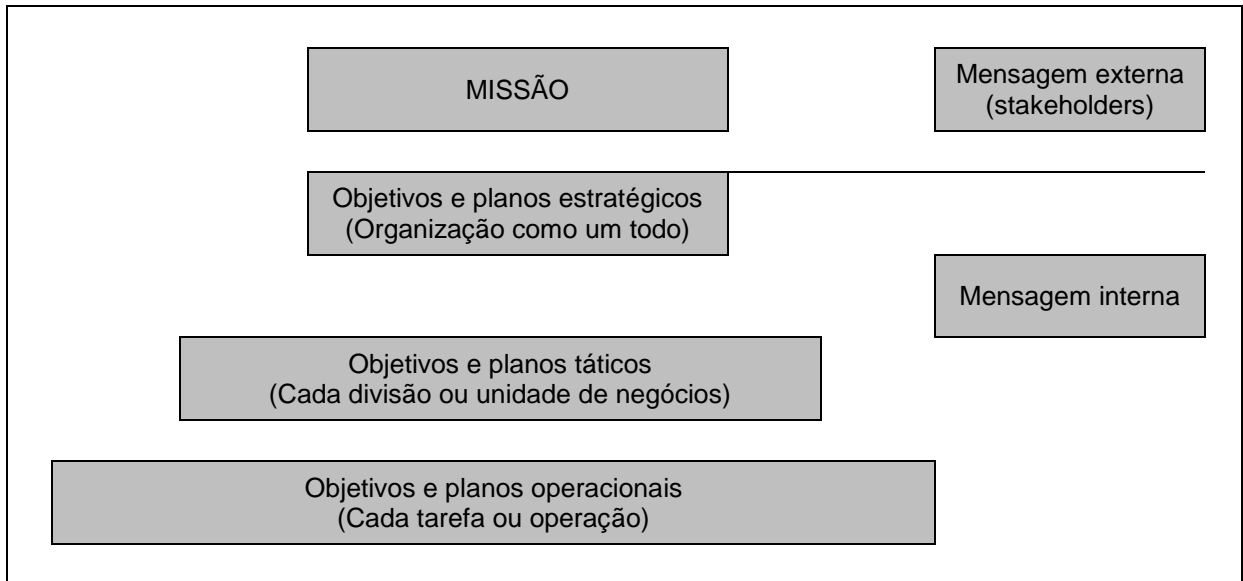 MISSÃO
Mensagem externa
(stakeholders)
Objetivos e planos estratégicos
(Organização como um todo)
Mensagem interna
Objetivos e planos táticos
(Cada divisão ou unidade de negócios)
Objetivos e planos operacionais
(Cada tarefa ou operação)